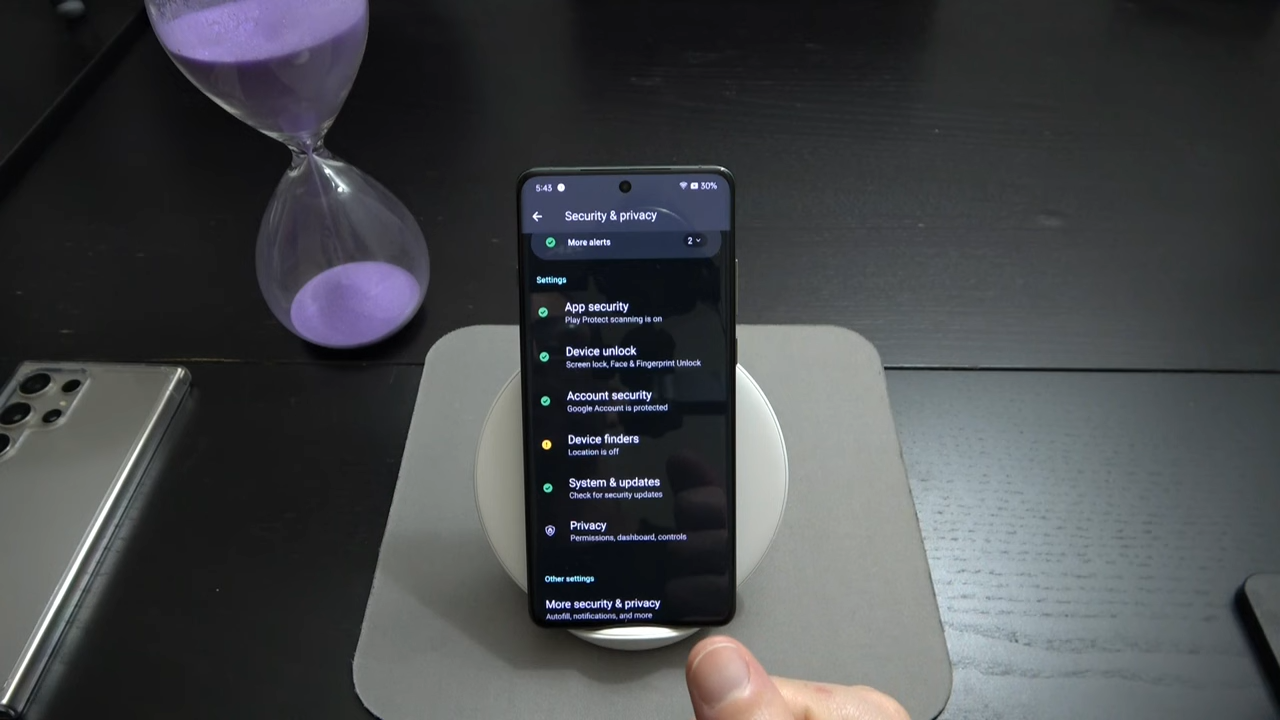 5:43 30%
Security & privacy
More alerts 2
Settings
App security
Play Protect scanning is on
Device unlock
Screen lock, Face & Fingerprint Unlock
Account security
Google Account is protected
Device finders
Location is off
System & updates
Check for security updates
Privacy
Permissions, dashboard, controls
Other settings
More security & privacy
Autofill, notifications, and more